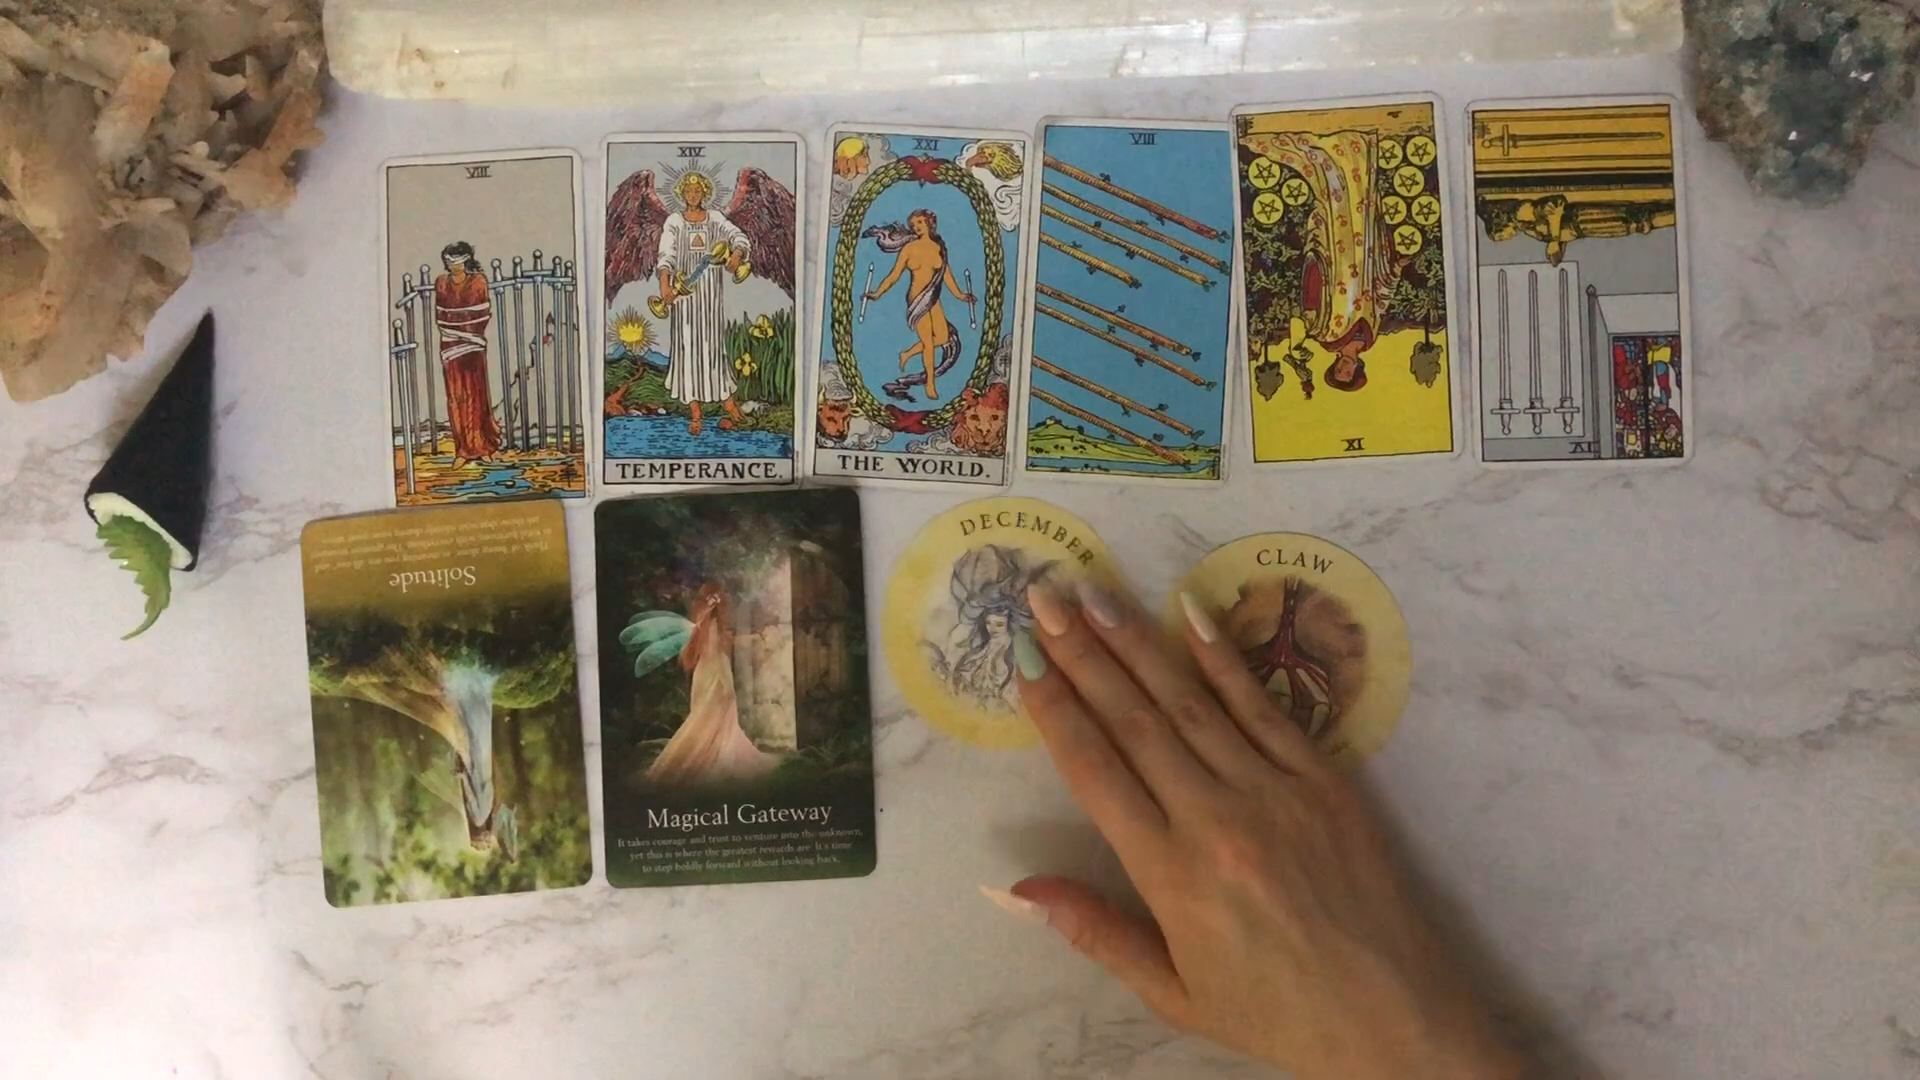 VIII
XIV
TEMPERANCE.
XXI
THE WORLD.
VIII
IX
IV
Solitude
Magical Gateway
It takes courage and trust to venture into the unknown,
yet this is where the greatest rewards are. It's time
to step boldly forward without looking back.
DECEMBER
CLAW